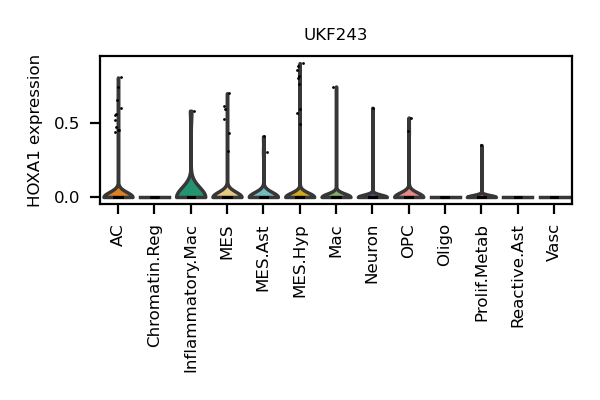 UKF243
HOXA1 expression
0.5
0.0
AC
Chromatin.Reg
Inflammatory.Mac
MES
MES.Ast
MES.Hyp
Mac
Neuron
OPC
Oligo
Prolif.Metab
Reactive.Ast
Vasc